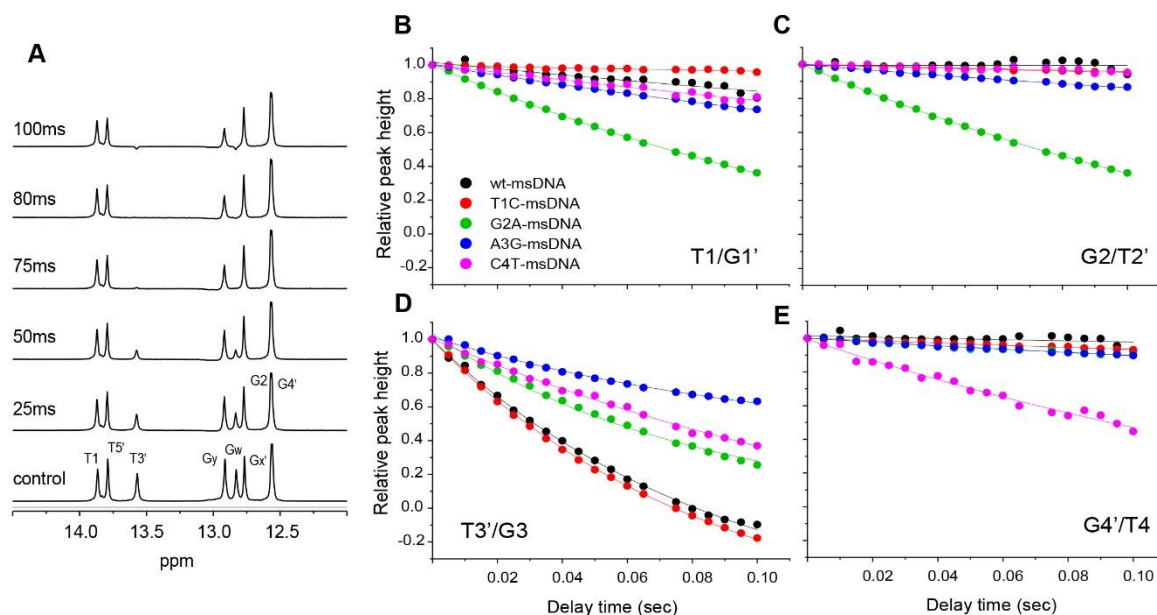 A
100ms
80ms
75ms
50ms
25ms
G2
G4'
control
T1
T5'
T3'
Gy
Gw
Gx'
14.0
13.5
13.0
12.5
ppm
B
1.0
0.8
0.6
0.4
0.2
0.0
-0.2
Relative peak height
wt-msDNA
T1C-msDNA
G2A-msDNA
A3G-msDNA
C4T-msDNA
T1/G1'
C
G2/T2'
D
1.0
0.8
0.6
0.4
0.2
0.0
-0.2
Relative peak height
T3'/G3
0.02
0.04
0.06
0.08
0.10
Delay time (sec)
E
G4'/T4
0.02
0.04
0.06
0.08
0.10
Delay time (sec)